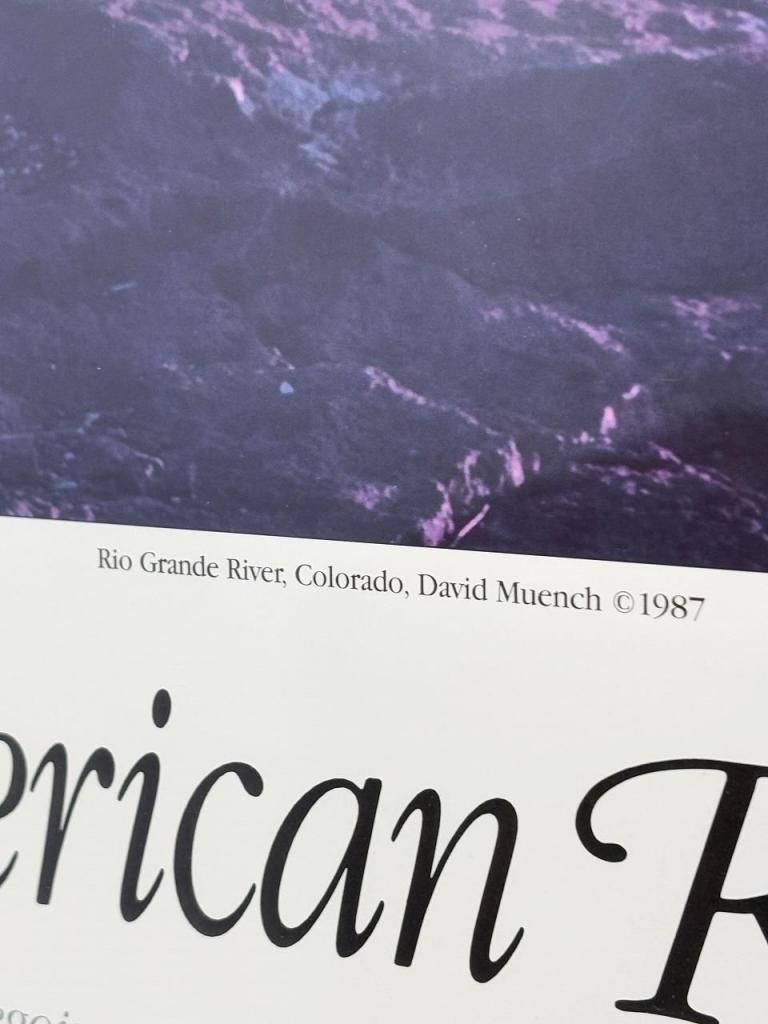 Rio Grande River, Colorado, David Muench ©1987
erican R